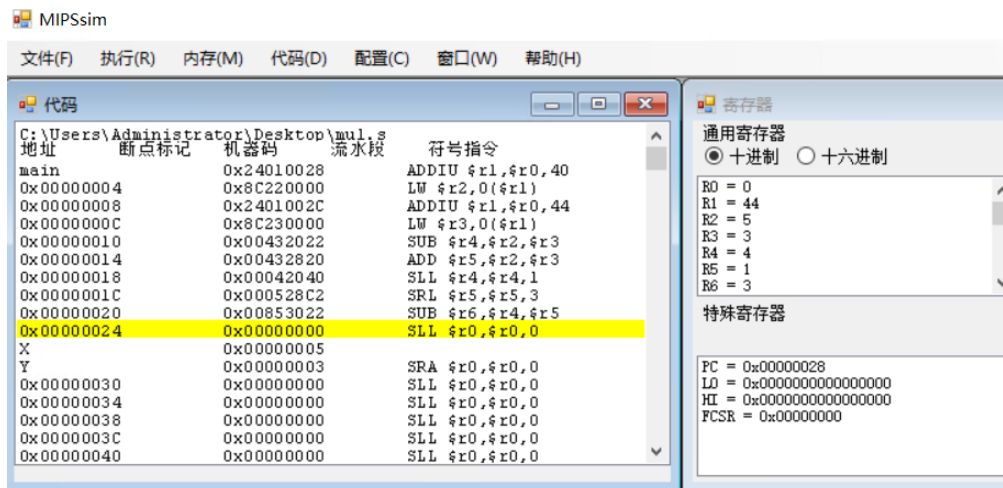 MIPSsim
文件(F) 执行(R) 内存(M) 代码(D) 配置(C) 窗口(W) 帮助(H)
代码
C:\Users\Administrator\Desktop\mul.s
地址 断点标记 机器码 流水段 符号指令
main 0x24010028 ADDIU $r1,$r0,40
0x00000004 0x8C220000 LW $r2,0($r1)
0x00000008 0x2401002C ADDIU $r1,$r0,44
0x0000000C 0x8C230000 LW $r3,0($r1)
0x00000010 0x00432022 SUB $r4,$r2,$r3
0x00000014 0x00432820 ADD $r5,$r2,$r3
0x00000018 0x00042040 SLL $r4,$r4,1
0x0000001C 0x000528C2 SRL $r5,$r5,3
0x00000020 0x00853022 SUB $r6,$r4,$r5
0x00000024 0x00000000 SLL $r0,$r0,0
X 0x00000005
Y 0x00000003 SRA $r0,$r0,0
0x00000030 0x00000000 SLL $r0,$r0,0
0x00000034 0x00000000 SLL $r0,$r0,0
0x00000038 0x00000000 SLL $r0,$r0,0
0x0000003C 0x00000000 SLL $r0,$r0,0
0x00000040 0x00000000 SLL $r0,$r0,0
寄存器
通用寄存器
十进制 十六进制
R0 = 0
R1 = 44
R2 = 5
R3 = 3
R4 = 4
R5 = 1
R6 = 3
特殊寄存器
PC = 0x00000028
LO = 0x0000000000000000
HI = 0x0000000000000000
FCSR = 0x00000000